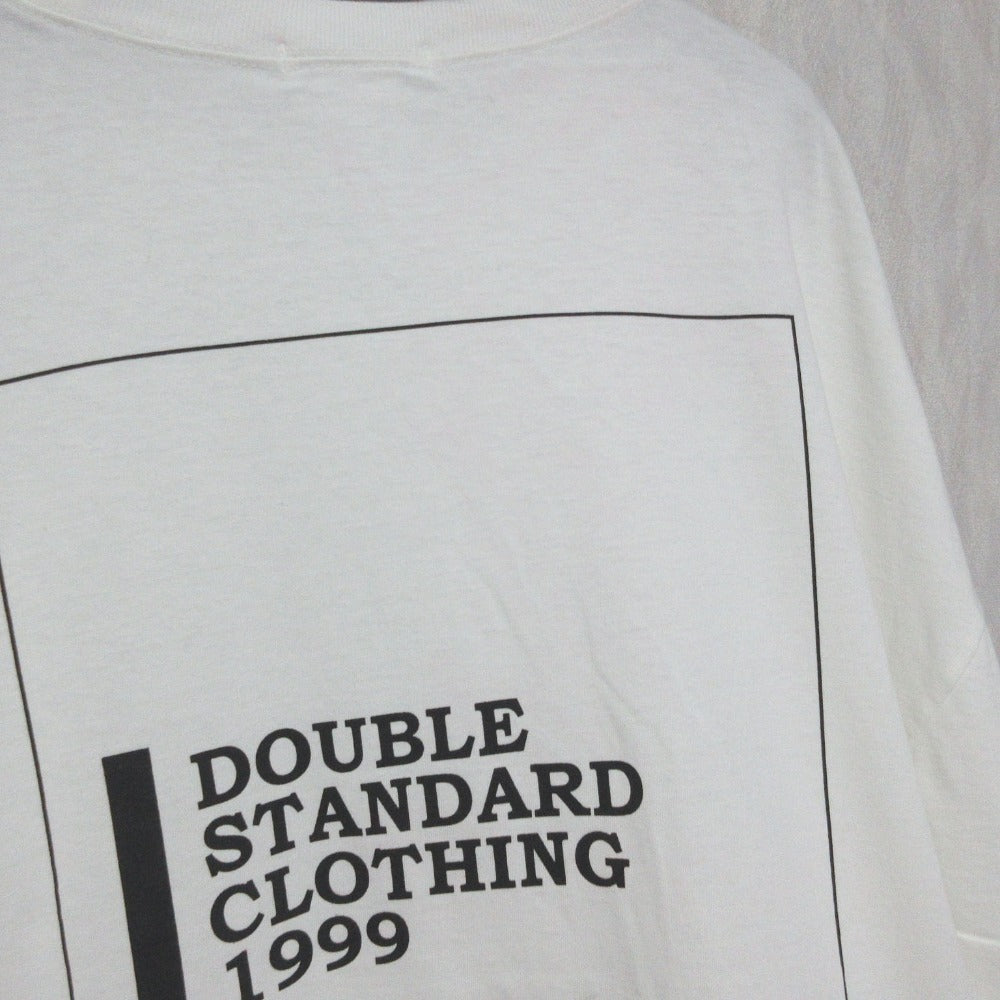 DOUBLE
STANDARD
CLOTHING
1999